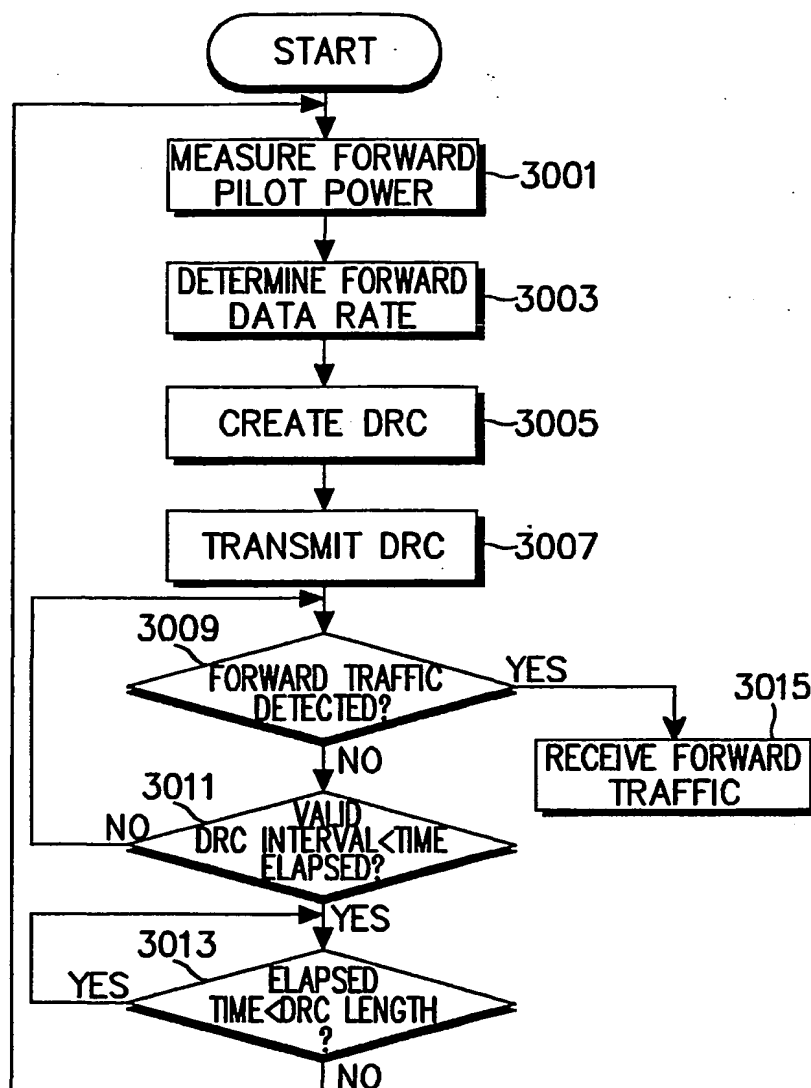 START
MEASURE FORWARD
PILOT POWER
3001
DETERMINE FORWARD
DATA RATE
3003
CREATE DRC
3005
TRANSMIT DRC
3007
3009
FORWARD TRAFFIC
DETECTED?
YES
NO
3015
RECEIVE FORWARD
TRAFFIC
3011
VALID
DRC INTERVAL<TIME
ELAPSED?
NO
YES
3013
ELAPSED
TIME<DRC LENGTH
?
YES
NO